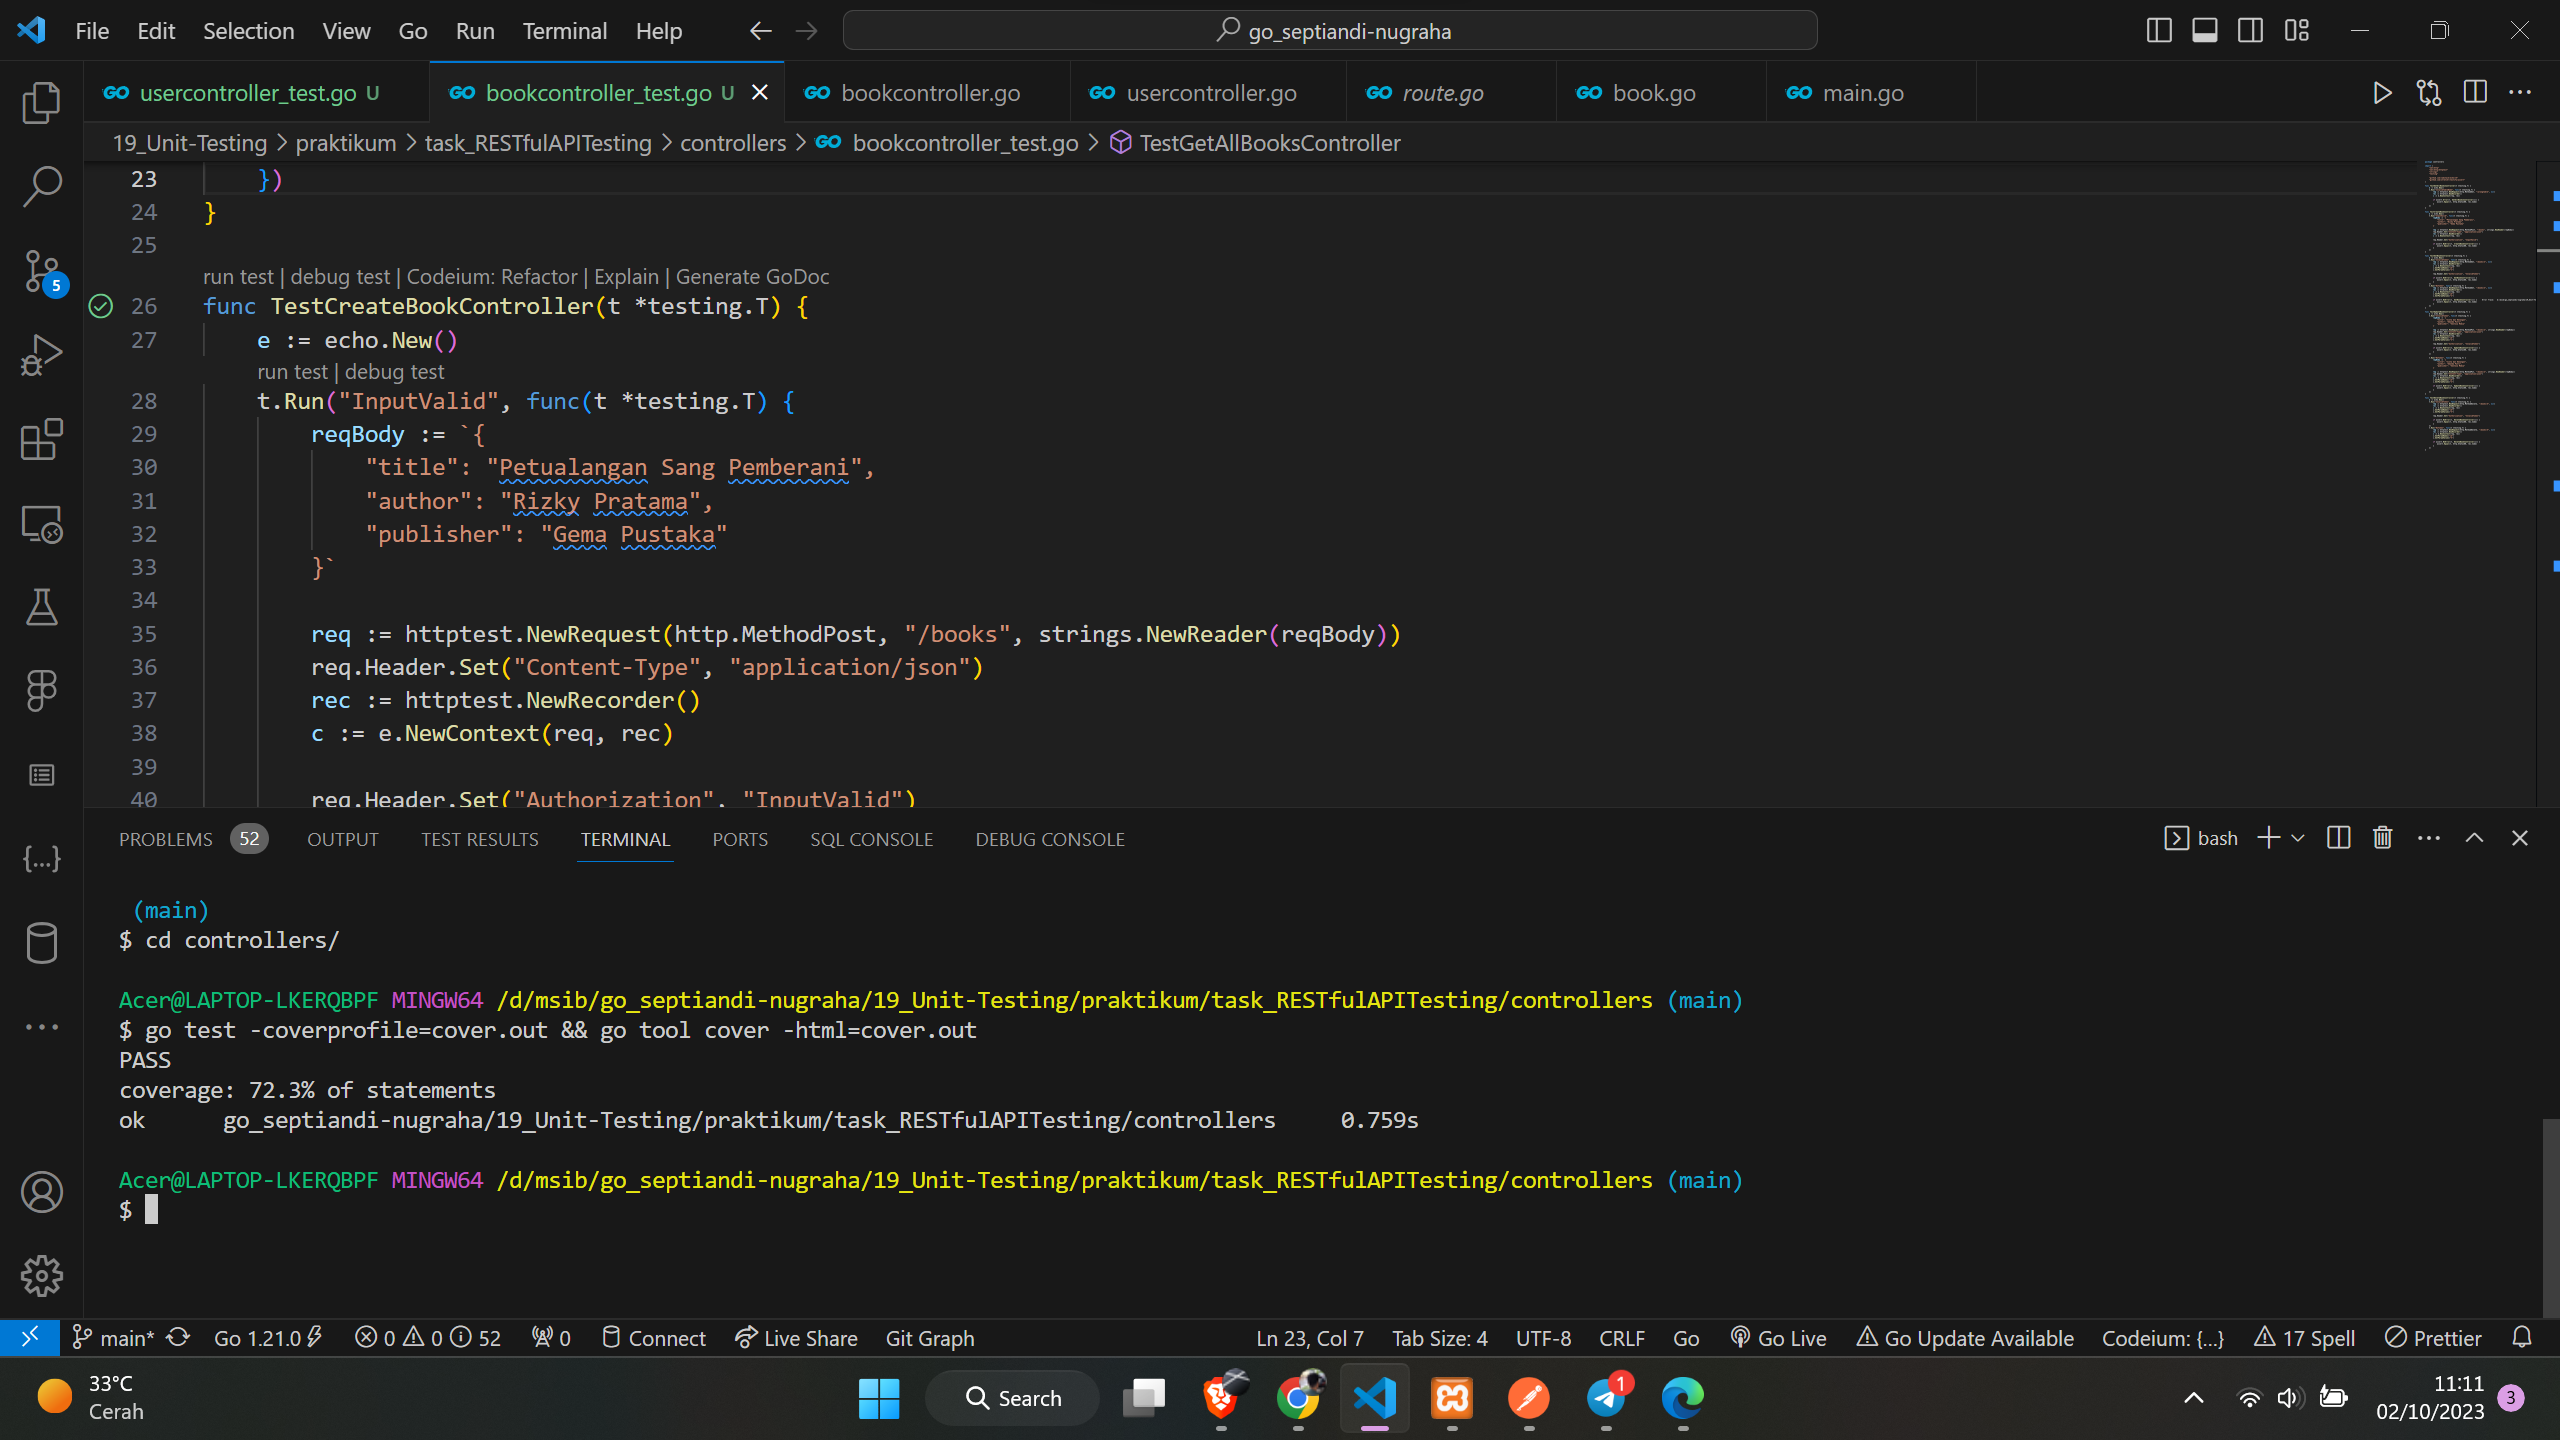 File Edit Selection View Go Run Terminal Help
go_septiandi-nugraha
GO usercontroller_test.go U
GO bookcontroller_test.go U
GO bookcontroller.go
GO usercontroller.go
GO route.go
GO book.go
GO main.go
19_Unit-Testing > praktikum > task_RESTfulAPITesting > controllers > GO bookcontroller_test.go > TestGetAllBooksController
23 })
24 }
25
run test | debug test | Codeium: Refactor | Explain | Generate GoDoc
26 func TestCreateBookController(t *testing.T) {
27 e := echo.New()
run test | debug test
28 t.Run("InputValid", func(t *testing.T) {
29 reqBody := `{
30 "title": "Petualangan Sang Pemberani",
31 "author": "Rizky Pratama",
32 "publisher": "Gema Pustaka"
33 }`
34
35 req := httptest.NewRequest(http.MethodPost, "/books", strings.NewReader(reqBody))
36 req.Header.Set("Content-Type", "application/json")
37 rec := httptest.NewRecorder()
38 c := e.NewContext(req, rec)
39
40 req.Header.Set("Authorization", "InputValid")
5
PROBLEMS 52 OUTPUT TEST RESULTS TERMINAL PORTS SQL CONSOLE DEBUG CONSOLE
bash
(main)
$ cd controllers/
Acer@LAPTOP-LKERQBPF MINGW64 /d/msib/go_septiandi-nugraha/19_Unit-Testing/praktikum/task_RESTfulAPITesting/controllers (main)
$ go test -coverprofile=cover.out && go tool cover -html=cover.out
PASS
coverage: 72.3% of statements
ok go_septiandi-nugraha/19_Unit-Testing/praktikum/task_RESTfulAPITesting/controllers 0.759s
Acer@LAPTOP-LKERQBPF MINGW64 /d/msib/go_septiandi-nugraha/19_Unit-Testing/praktikum/task_RESTfulAPITesting/controllers (main)
$
main* Go 1.21.0 0 0 52 0 Connect Live Share Git Graph
Ln 23, Col 7 Tab Size: 4 UTF-8 CRLF Go Go Live Go Update Available Codeium: {...} 17 Spell Prettier
33°C
Cerah
Search
1
11:11
02/10/2023
3